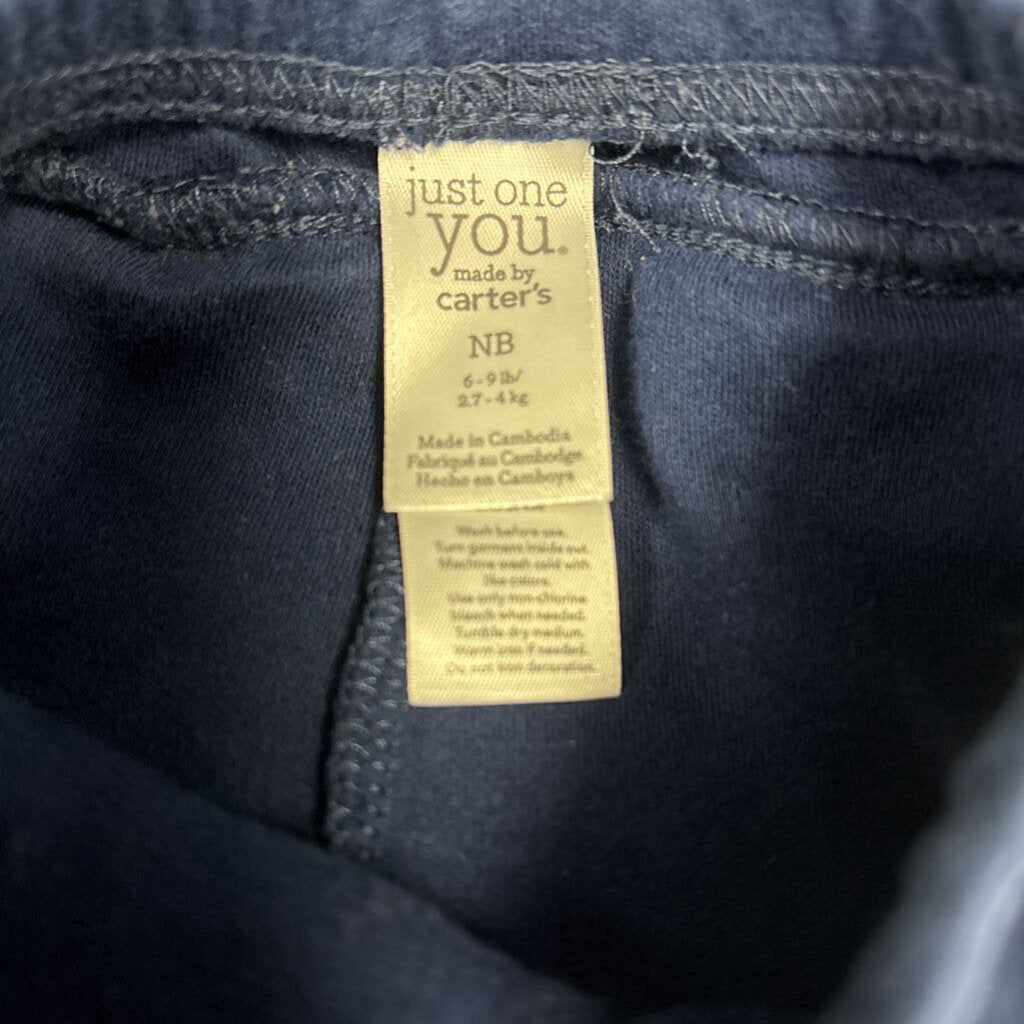 just one
you.
made by
carter's
NB
6-9 lb/
2.7-4 kg
Made in Cambodia
Fabriqué au Cambodge
Hecho en Camboya
Wash before use.
Turn garment inside out.
Machine wash cold with
like colors.
Use only non-chlorine
bleach when needed.
Tumble dry medium.
Warm iron if needed.
Do not iron decoration.